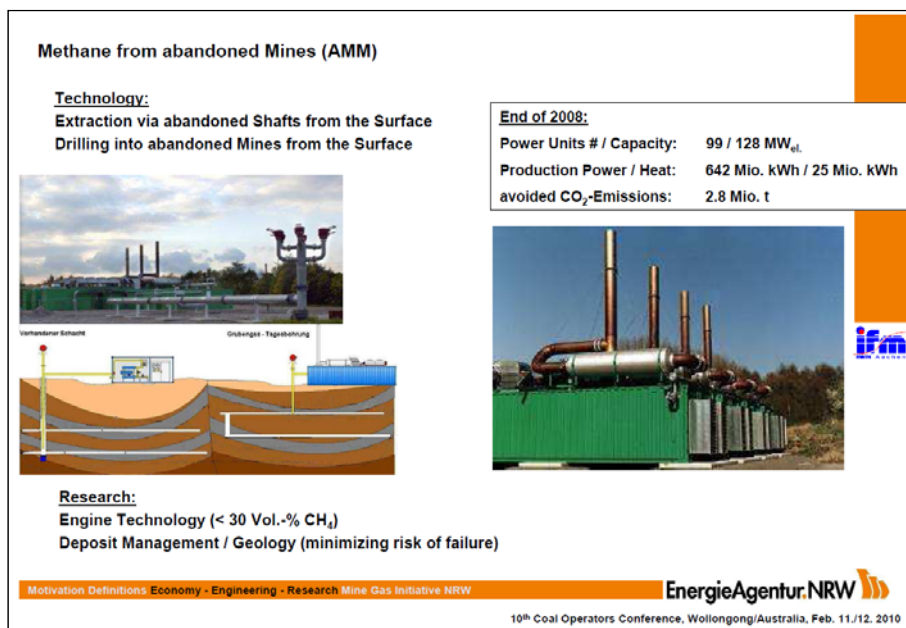 Methane from abandoned Mines (AMM)
Technology:
Extraction via abandoned Shafts from the Surface
Drilling into abandoned Mines from the Surface
End of 2008:
Power Units # / Capacity: 99 / 128 MWel.
Production Power / Heat: 642 Mio. kWh / 25 Mio. kWh
avoided CO2-Emissions: 2.8 Mio. t
Vorhandener Schacht Grubengas - Tagesbohrung
ifm
Research:
Engine Technology (< 30 Vol.-% CH4)
Deposit Management / Geology (minimizing risk of failure)
Motivation Definitions Economy - Engineering - Research Mine Gas Initiative NRW
EnergieAgentur.NRW
10th Coal Operators Conference, Wollongong/Australia, Feb. 11./12. 2010